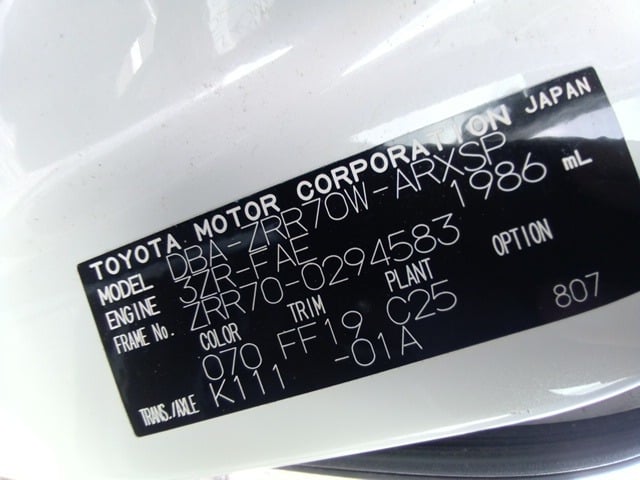 TOYOTA MOTOR CORPORATION JAPAN
MODEL DBA-ZRR70W-ARXSP
ENGINE 3ZR-FAE 1986 mL
FRAME No. ZRR70-0294583
COLOR TRIM PLANT OPTION
070 FF19 C25
TRANS./AXLE K111 -01A 807